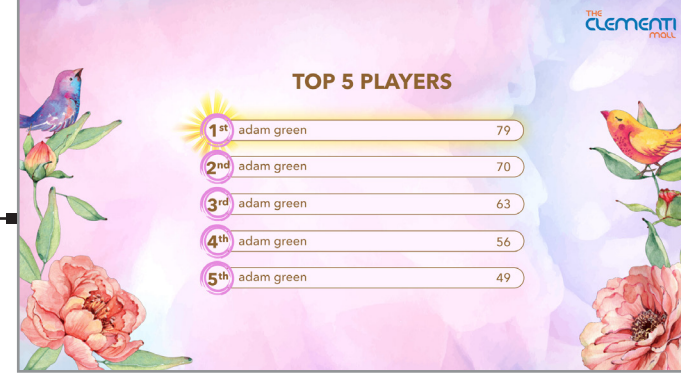 THE
CLEMENTI
MALL
TOP 5 PLAYERS
1st adam green 79
2nd adam green 70
3rd adam green 63
4th adam green 56
5th adam green 49